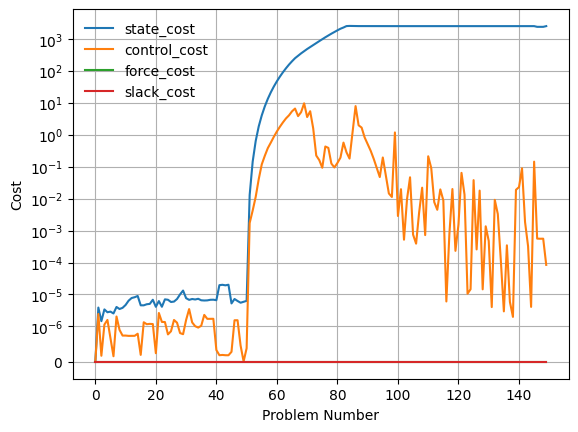 state_cost
control_cost
force_cost
slack_cost
10³
10²
10¹
10⁰
10⁻¹
10⁻²
10⁻³
10⁻⁴
10⁻⁵
10⁻⁶
0
Cost
0 20 40 60 80 100 120 140
Problem Number